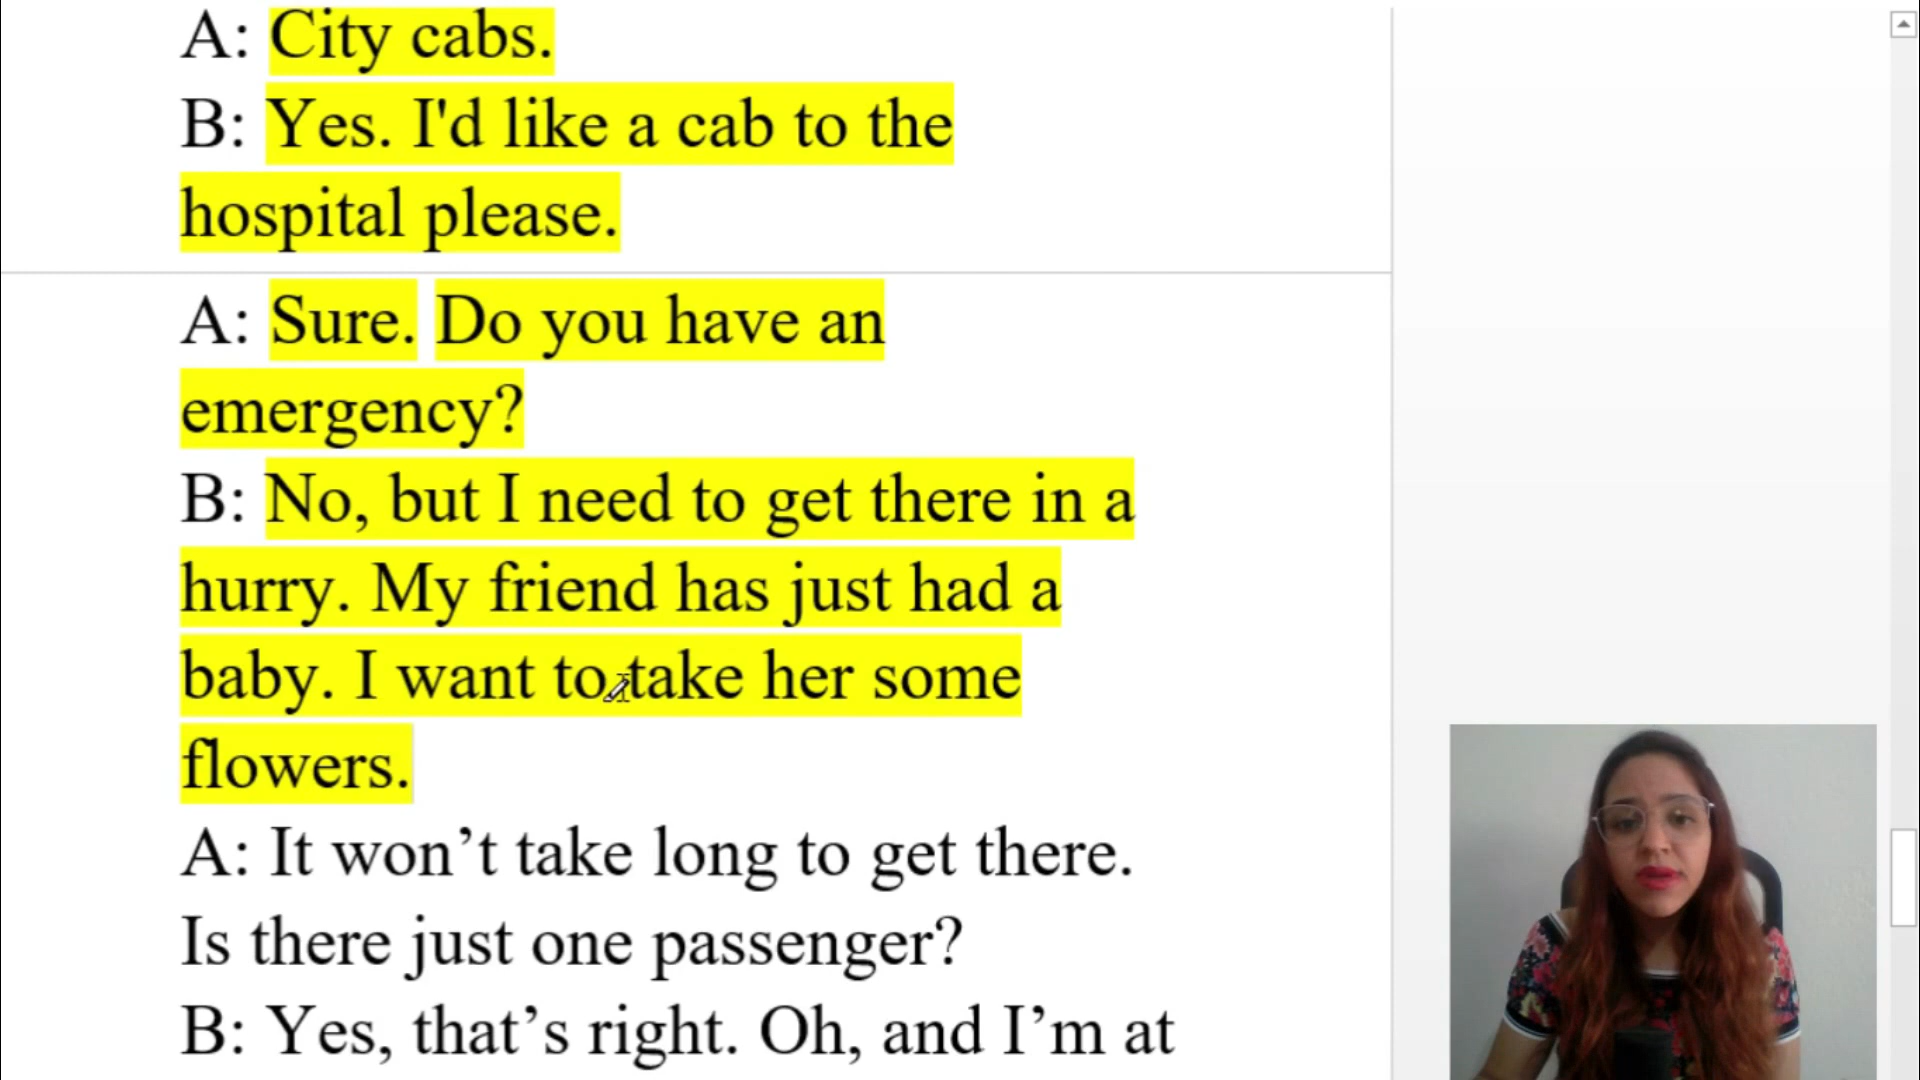 A: City cabs.
B: Yes. I'd like a cab to the
hospital please.
A: Sure. Do you have an
emergency?
B: No, but I need to get there in a
hurry. My friend has just had a
baby. I want to take her some
flowers.
A: It won’t take long to get there.
Is there just one passenger?
B: Yes, that’s right. Oh, and I’m at